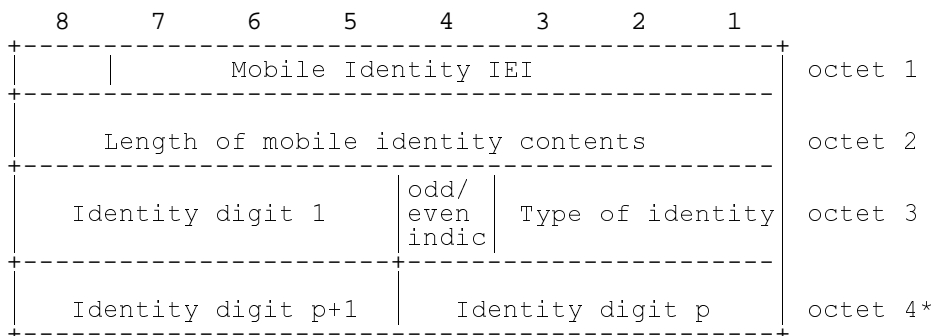 8 7 6 5 4 3 2 1
Mobile Identity IEI octet 1
Length of mobile identity contents octet 2
odd/
Identity digit 1 even Type of identity octet 3
indic
Identity digit p+1 Identity digit p octet 4*